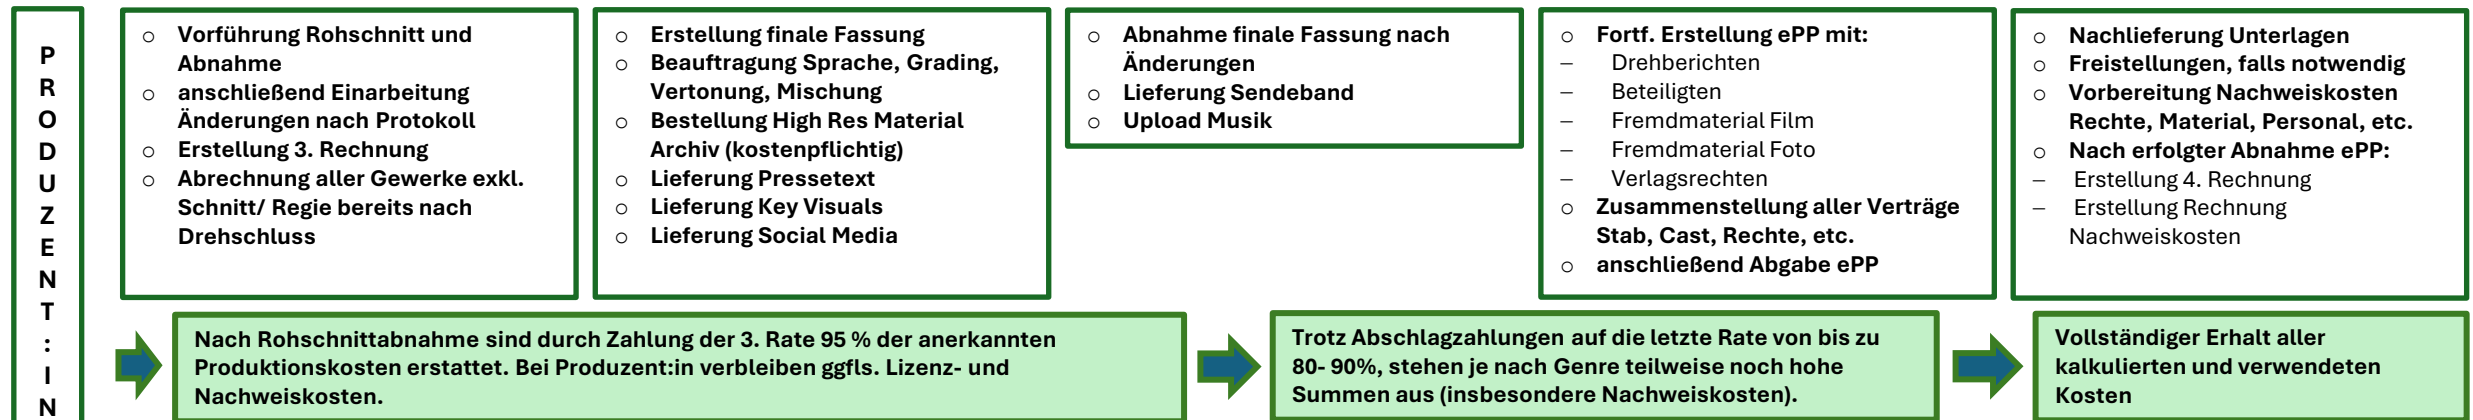 P
R
O
D
U
Z
E
N
T
:
I
N
o Vorführung Rohschnitt und
Abnahme
o anschließend Einarbeitung
Änderungen nach Protokoll
o Erstellung 3. Rechnung
o Abrechnung aller Gewerke exkl.
Schnitt/ Regie bereits nach
Drehschluss
o Erstellung finale Fassung
o Beauftragung Sprache, Grading,
Vertonung, Mischung
o Bestellung High Res Material
Archiv (kostenpflichtig)
o Lieferung Pressetext
o Lieferung Key Visuals
o Lieferung Social Media
o Abnahme finale Fassung nach
Änderungen
o Lieferung Sendeband
o Upload Musik
o Fortf. Erstellung ePP mit:
– Drehberichten
– Beteiligten
– Fremdmaterial Film
– Fremdmaterial Foto
– Verlagsrechten
o Zusammenstellung aller Verträge
Stab, Cast, Rechte, etc.
o anschließend Abgabe ePP
o Nachlieferung Unterlagen
o Freistellungen, falls notwendig
o Vorbereitung Nachweiskosten
Rechte, Material, Personal, etc.
o Nach erfolgter Abnahme ePP:
– Erstellung 4. Rechnung
– Erstellung Rechnung
Nachweiskosten
Nach Rohschnittabnahme sind durch Zahlung der 3. Rate 95 % der anerkannten
Produktionskosten erstattet. Bei Produzent:in verbleiben ggfls. Lizenz- und
Nachweiskosten.
Trotz Abschlagzahlungen auf die letzte Rate von bis zu
80- 90%, stehen je nach Genre teilweise noch hohe
Summen aus (insbesondere Nachweiskosten).
Vollständiger Erhalt aller
kalkulierten und verwendeten
Kosten